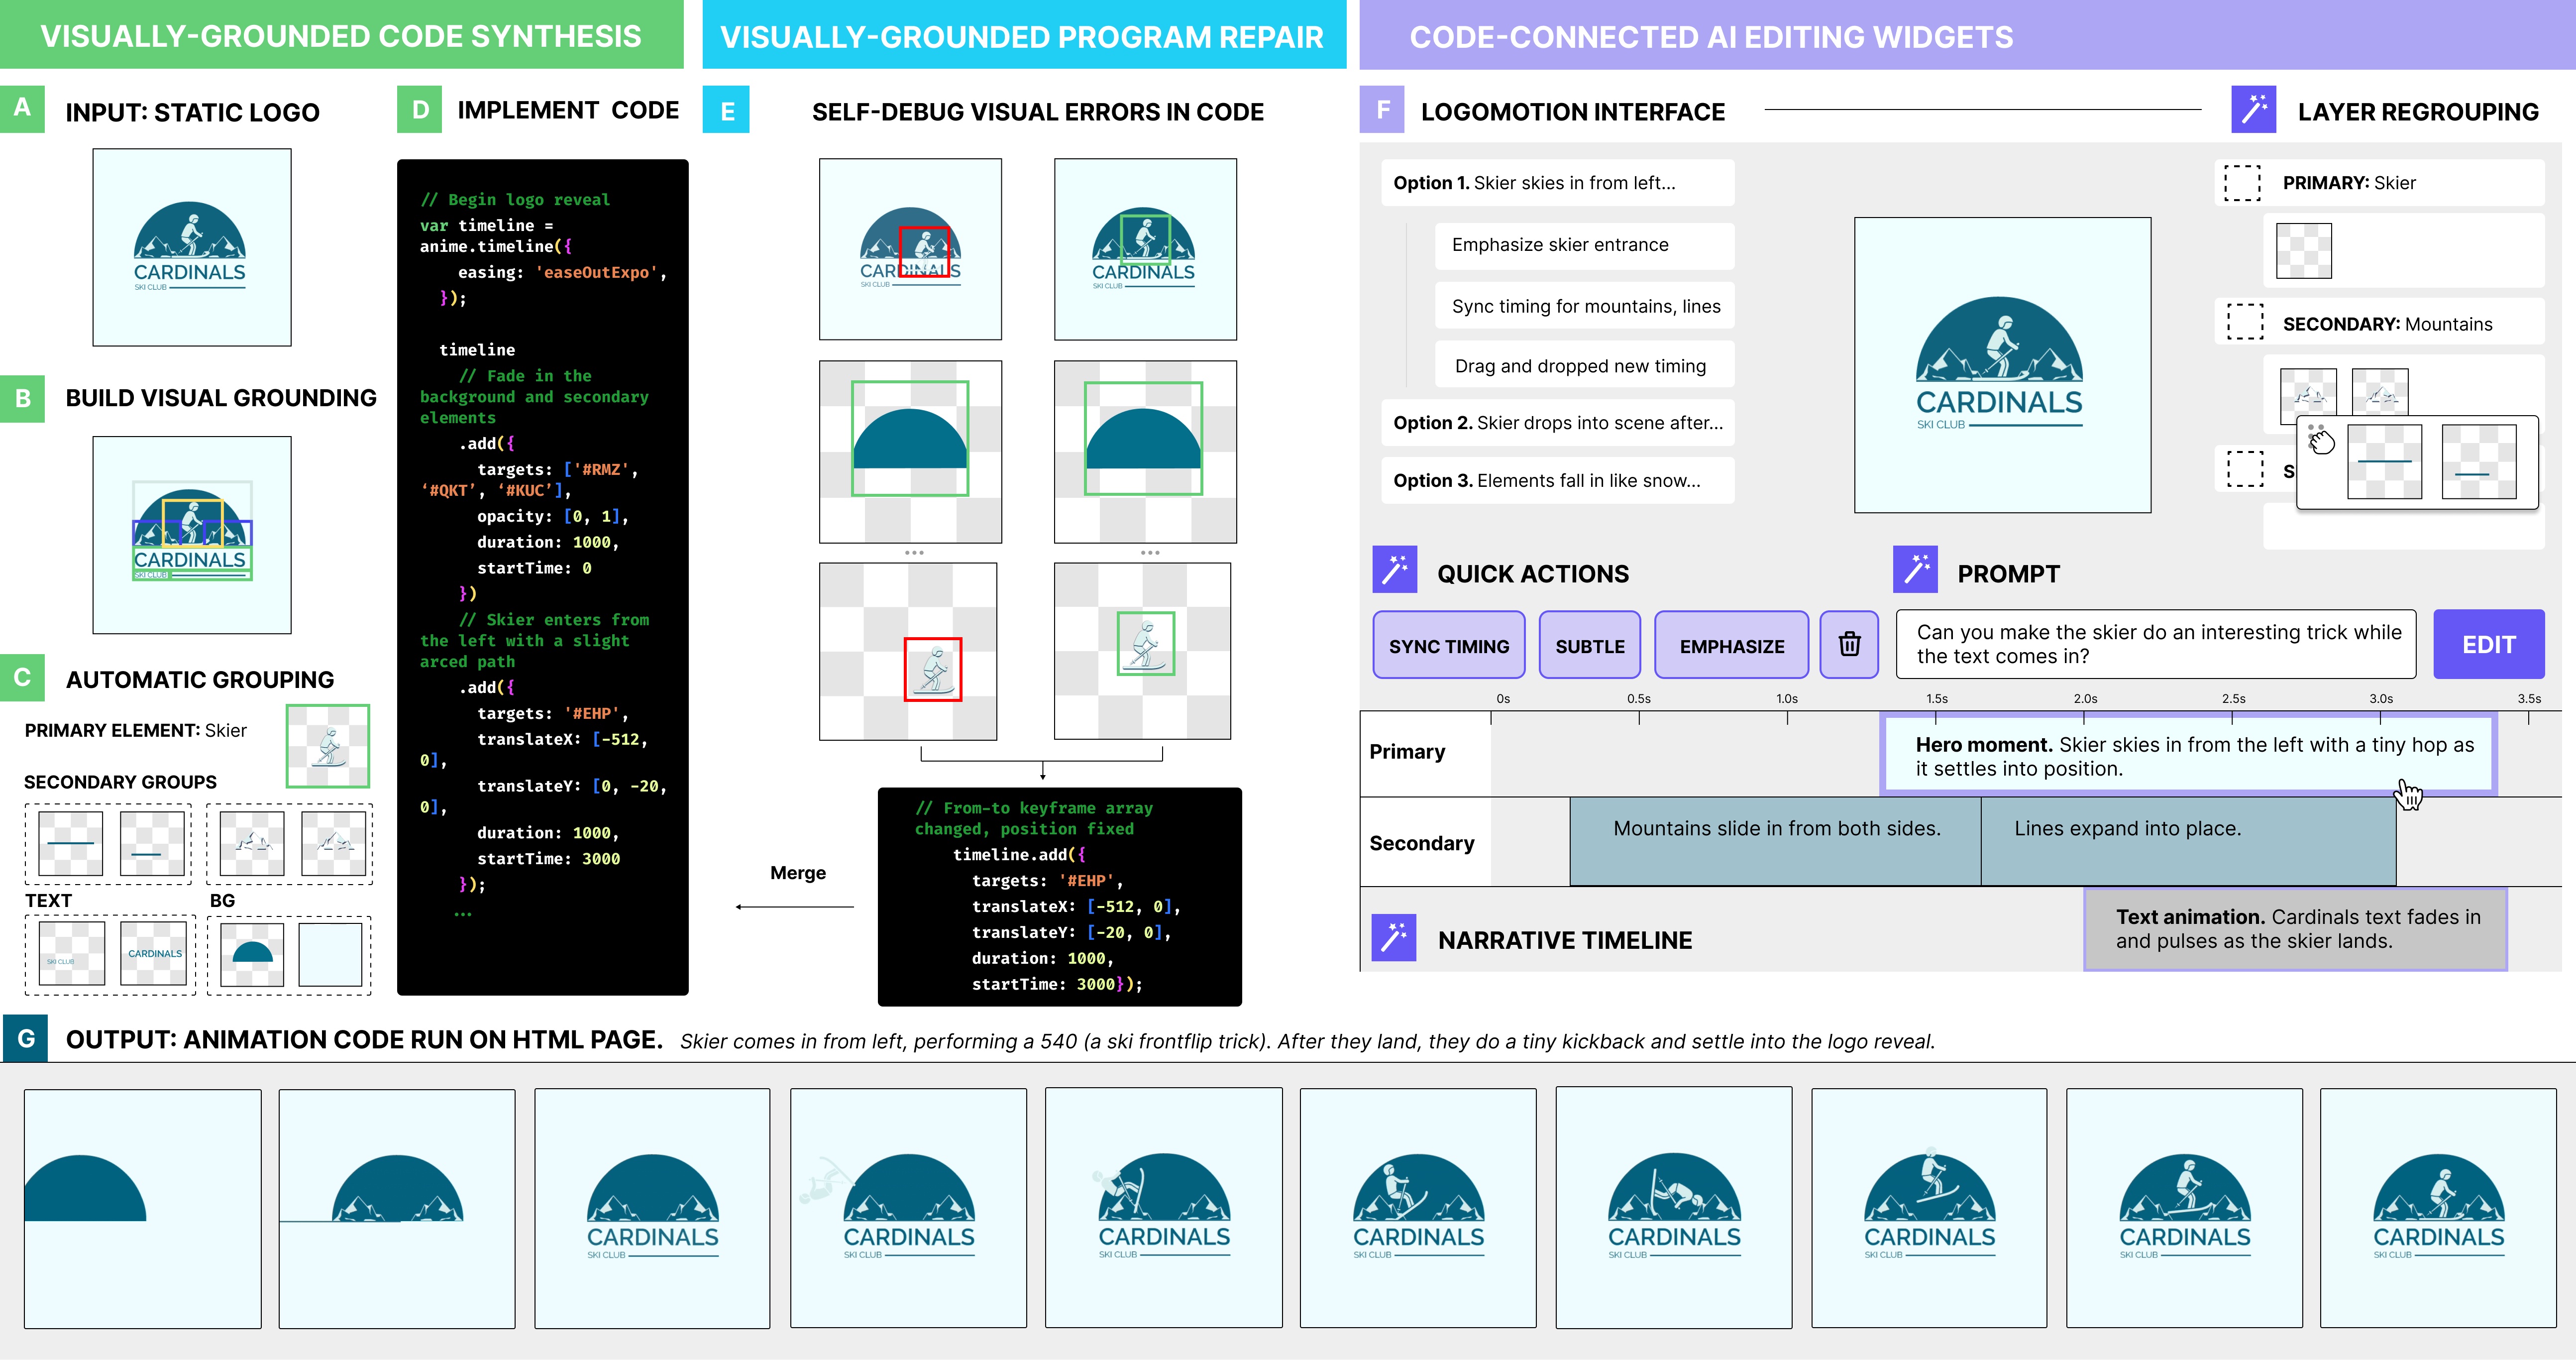 VISUALLY-GROUNDED CODE SYNTHESIS
VISUALLY-GROUNDED PROGRAM REPAIR
CODE-CONNECTED AI EDITING WIDGETS
A
INPUT: STATIC LOGO
CARDINALS
SKI CLUB
B
BUILD VISUAL GROUNDING
CARDINALS
SKI CLUB
C
AUTOMATIC GROUPING
PRIMARY ELEMENT: Skier
SECONDARY GROUPS
TEXT
BG
SKI CLUB
CARDINALS
D
IMPLEMENT CODE
// Begin logo reveal
var timeline =
anime.timeline({
easing: 'easeOutExpo',
});
timeline
// Fade in the
background and secondary
elements
.add({
targets: ['#RMZ',
‘#QKT’, ‘#KUC’],
opacity: [0, 1],
duration: 1000,
startTime: 0
})
// Skier enters from
the left with a slight
arced path
.add({
targets: '#EHP',
translateX: [-512,
0],
translateY: [0, -20,
0],
duration: 1000,
startTime: 3000
});
...
E
SELF-DEBUG VISUAL ERRORS IN CODE
CARDINALS
SKI CLUB
CARDINALS
SKI CLUB
...
...
Merge
// From-to keyframe array
changed, position fixed
timeline.add({
targets: '#EHP',
translateX: [-512, 0],
translateY: [-20, 0],
duration: 1000,
startTime: 3000});
F
LOGOMOTION INTERFACE
LAYER REGROUPING
Option 1. Skier skies in from left...
Emphasize skier entrance
Sync timing for mountains, lines
Drag and dropped new timing
Option 2. Skier drops into scene after...
Option 3. Elements fall in like snow...
CARDINALS
SKI CLUB
PRIMARY: Skier
SECONDARY: Mountains
S
QUICK ACTIONS
SYNC TIMING
SUBTLE
EMPHASIZE
PROMPT
Can you make the skier do an interesting trick while
the text comes in?
EDIT
0s
0.5s
1.0s
1.5s
2.0s
2.5s
3.0s
3.5s
Primary
Hero moment. Skier skies in from the left with a tiny hop as
it settles into position.
Secondary
Mountains slide in from both sides.
Lines expand into place.
NARRATIVE TIMELINE
Text animation. Cardinals text fades in
and pulses as the skier lands.
G
OUTPUT: ANIMATION CODE RUN ON HTML PAGE. Skier comes in from left, performing a 540 (a ski frontflip trick). After they land, they do a tiny kickback and settle into the logo reveal.
CARDINALS
SKI CLUB
CARDINALS
SKI CLUB
CARDINALS
SKI CLUB
CARDINALS
SKI CLUB
CARDINALS
SKI CLUB
CARDINALS
SKI CLUB
CARDINALS
SKI CLUB
CARDINALS
SKI CLUB